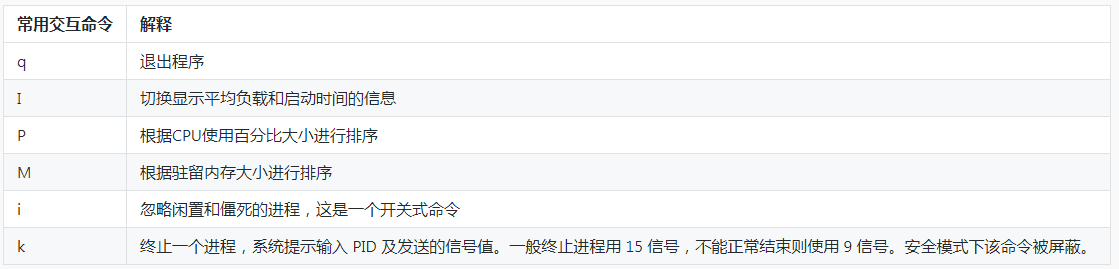 常用交互命令 解释
q 退出程序
I 切换显示平均负载和启动时间的信息
P 根据CPU使用百分比大小进行排序
M 根据驻留内存大小进行排序
i 忽略闲置和僵死的进程，这是一个开关式命令
k 终止一个进程，系统提示输入 PID 及发送的信号值。一般终止进程用 15 信号，不能正常结束则使用 9 信号。安全模式下该命令被屏蔽。